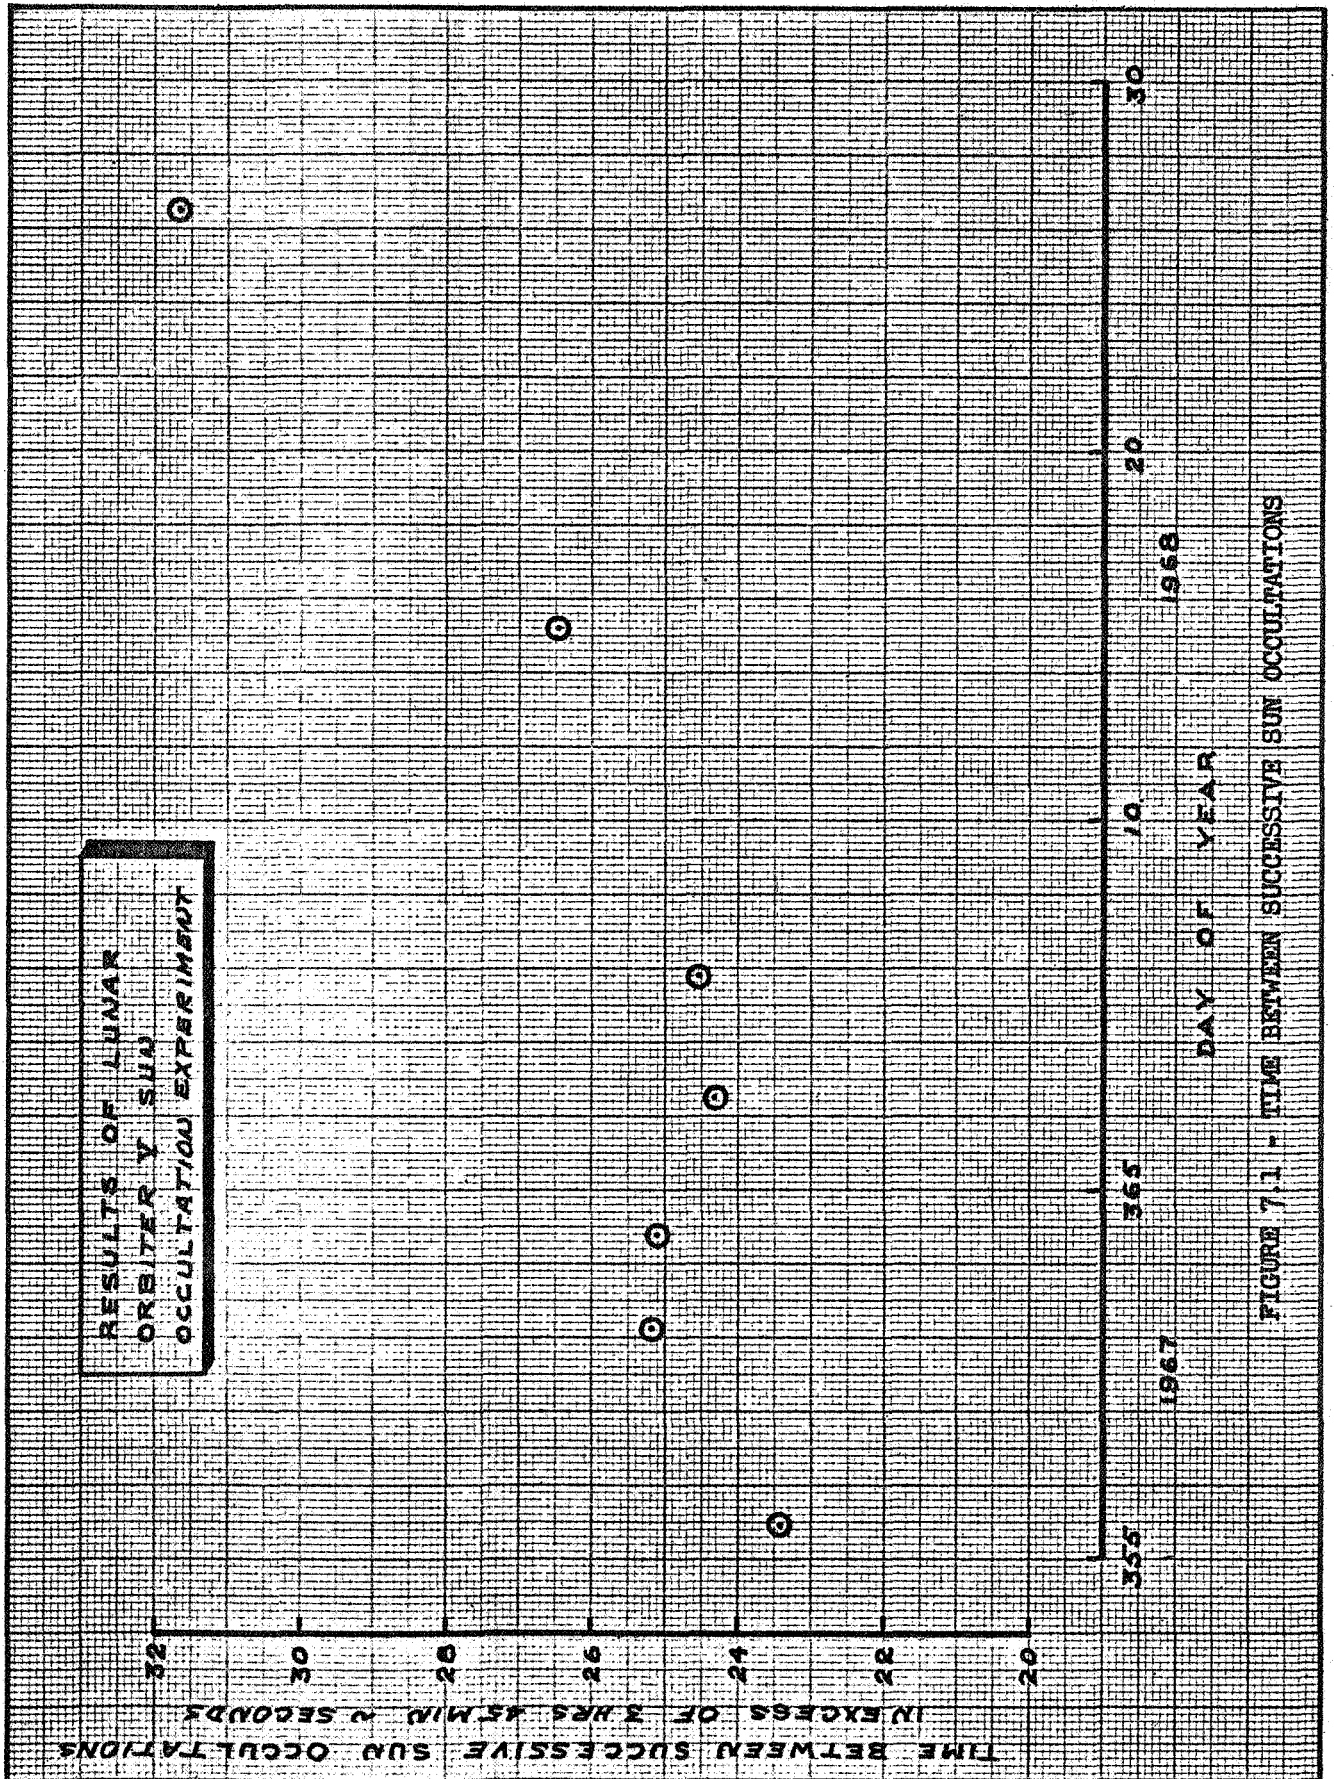 RESULTS OF LUNAR
ORBITER V SUN
OCCULTATION EXPERIMENT
TIME BETWEEN SUCCESSIVE SUN OCCULTATIONS
IN EXCESS OF 3 HRS 45 MIN ~ SECONDS
32
30
28
26
24
22
20
355
365
10
20
30
1967
1968
DAY OF YEAR
FIGURE 7.1 - TIME BETWEEN SUCCESSIVE SUN OCCULTATIONS